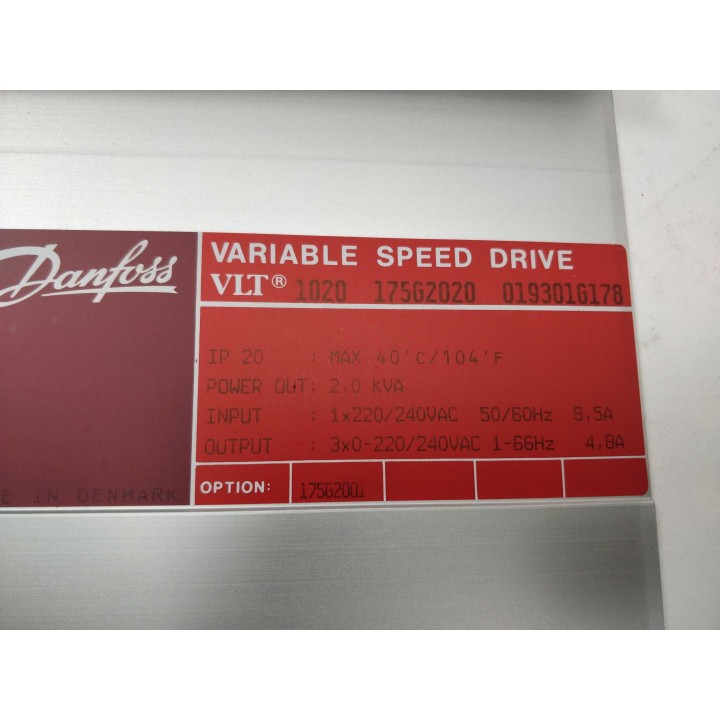 Danfoss
VARIABLE SPEED DRIVE
VLT® 1020 175G2020 019301G178
IP 20 : MAX 40'C/104'F
POWER OUT: 2.0 KVA
INPUT : 1x220/240VAC 50/60Hz 9.5A
OUTPUT : 3x0-220/240VAC 1-66Hz 4.8A
E IN DENMARK
OPTION: 175G2001